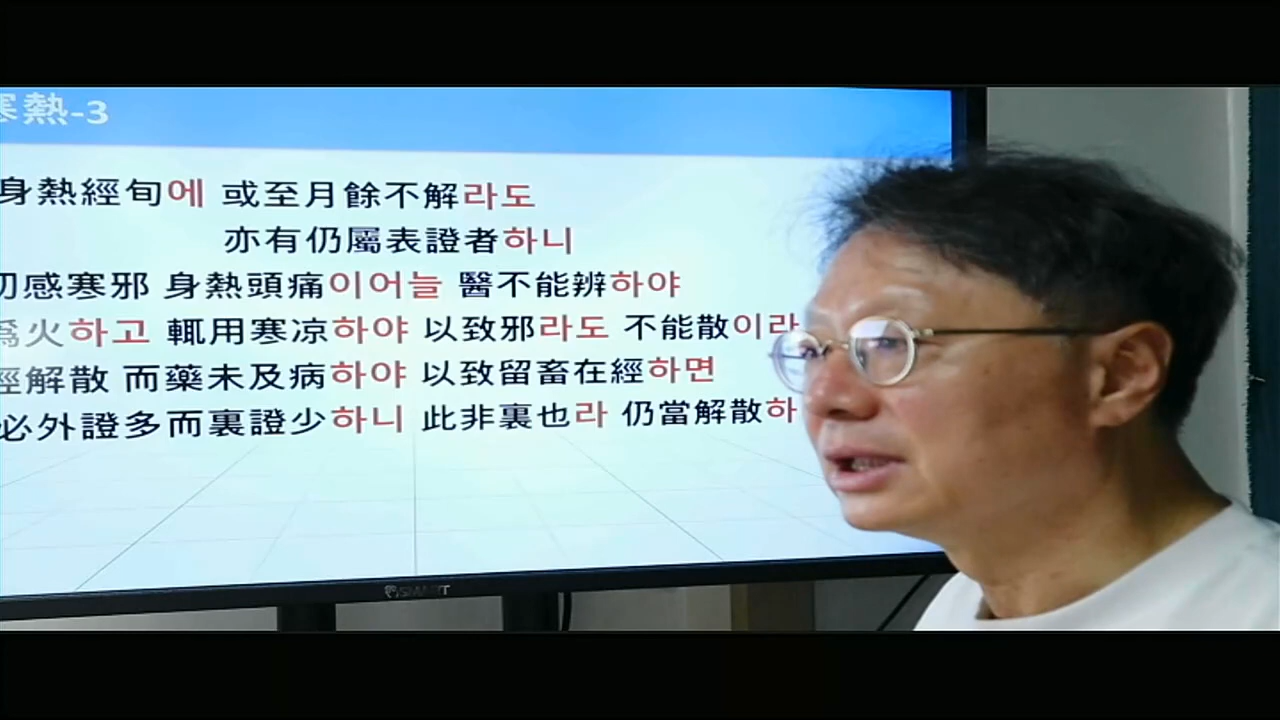 寒熱-3
身熱經旬에 或至月餘不解라도
亦有仍屬表證者하니
初感寒邪 身熱頭痛이어늘 醫不能辨하야
爲火하고 輒用寒凉하야 以致邪라도 不能散이라
經解散 而藥未及病하야 以致留畜在經하면
必外證多而裏證少하니 此非裏也라 仍當解散하